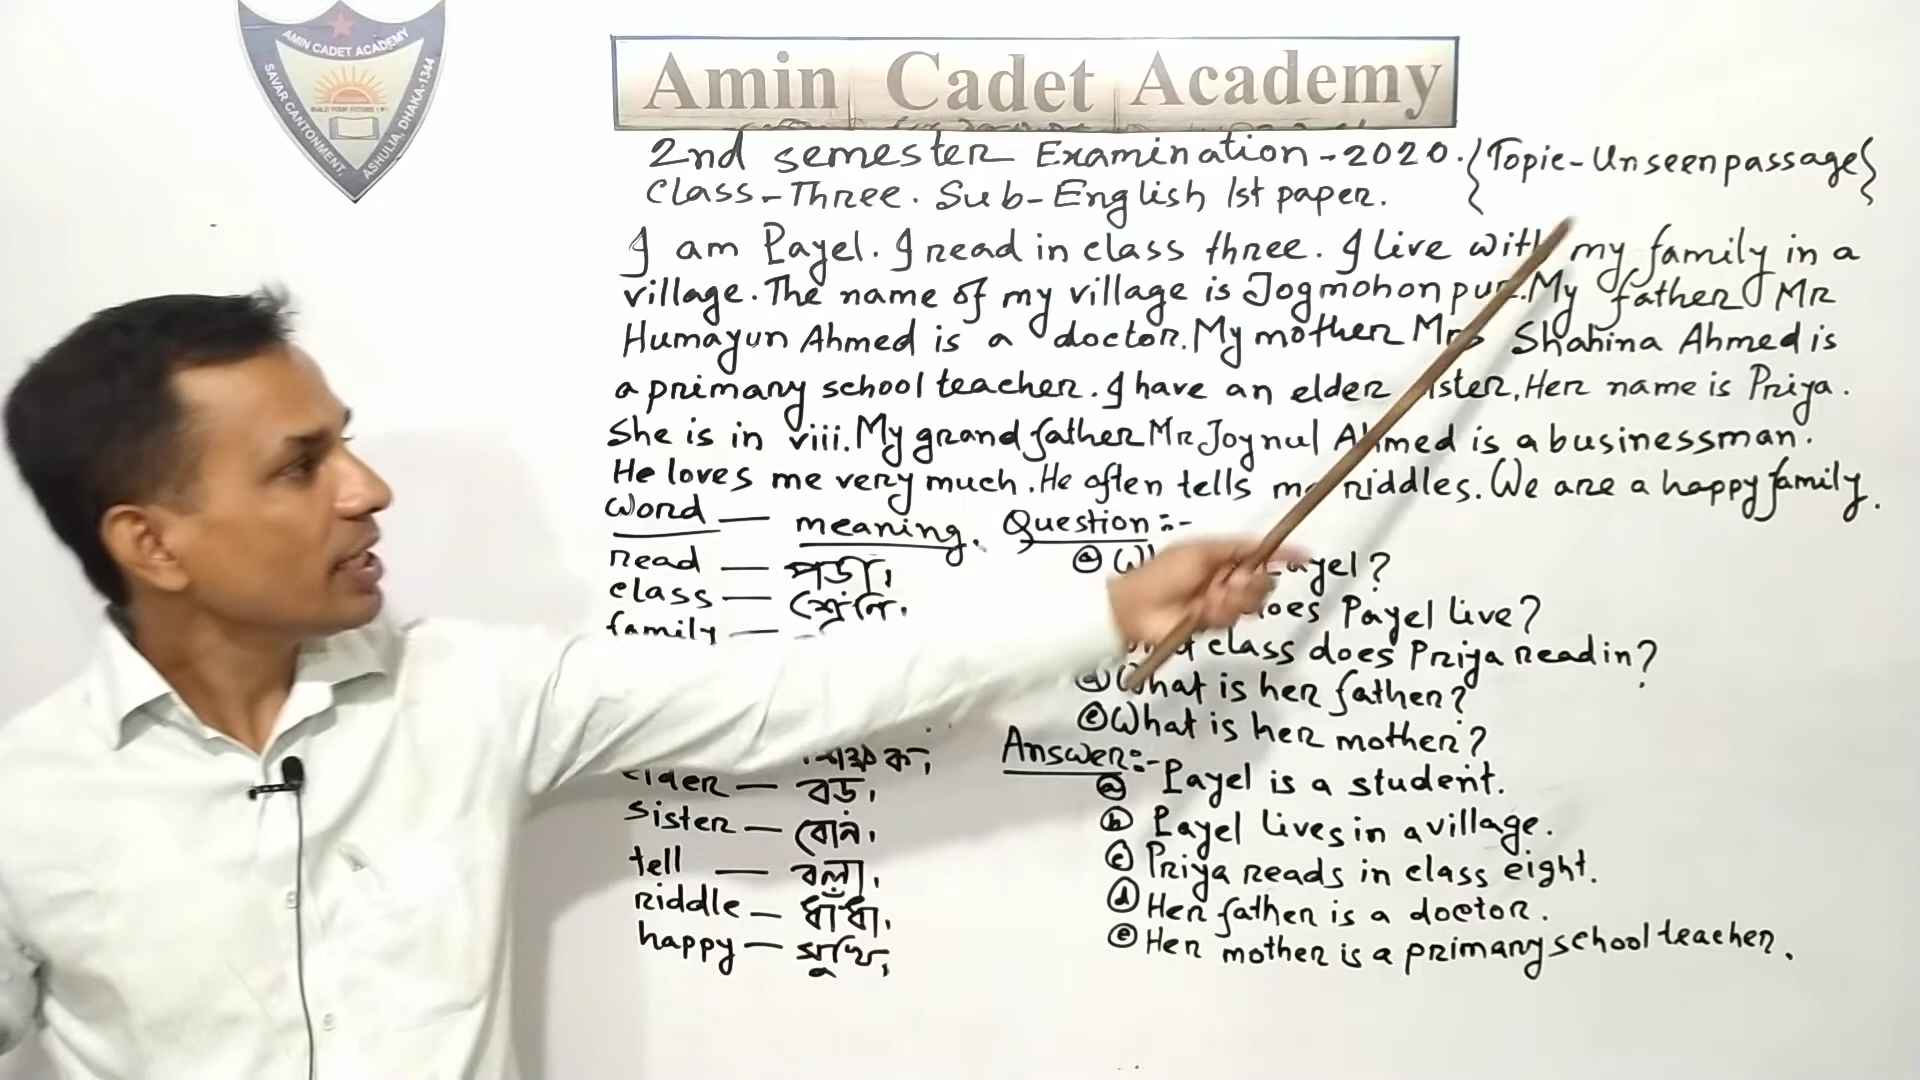 AMIN CADET ACADEMY
SAVAR CANTONMENT,
ASHULIA, DHAKA-1344
BUILD YOUR FUTURE
Amin Cadet Academy
2nd semester Examination-2020. {Topic-Unseen passage}
Class-Three. Sub-English 1st paper.
I am Payel. I read in class three. I live with my family in a
village. The name of my village is Jogmohonpur. My father Mr
Humayun Ahmed is a doctor. My mother Mrs Shahina Ahmed is
a primary school teacher. I have an elder sister, Her name is Priya.
She is in viii. My grandfather Mr. Joynul Ahmed is a businessman.
He loves me very much. He often tells me riddles. We are a happy family.
word — meaning.
read — পড়া।
class — শ্রেণি।
family —
elder — বড়।
sister — বোন।
tell — বলা।
riddle — ধাঁধা।
happy — সুখি।
Question:-
(a) Payel?
does Payel live?
class does Priya read in?
(d) What is her father?
(e) What is her mother?
Answer:-
(a) Payel is a student.
(b) Payel lives in a village.
(c) Priya reads in class eight.
(d) Her father is a doctor.
(e) Her mother is a primary school teacher.